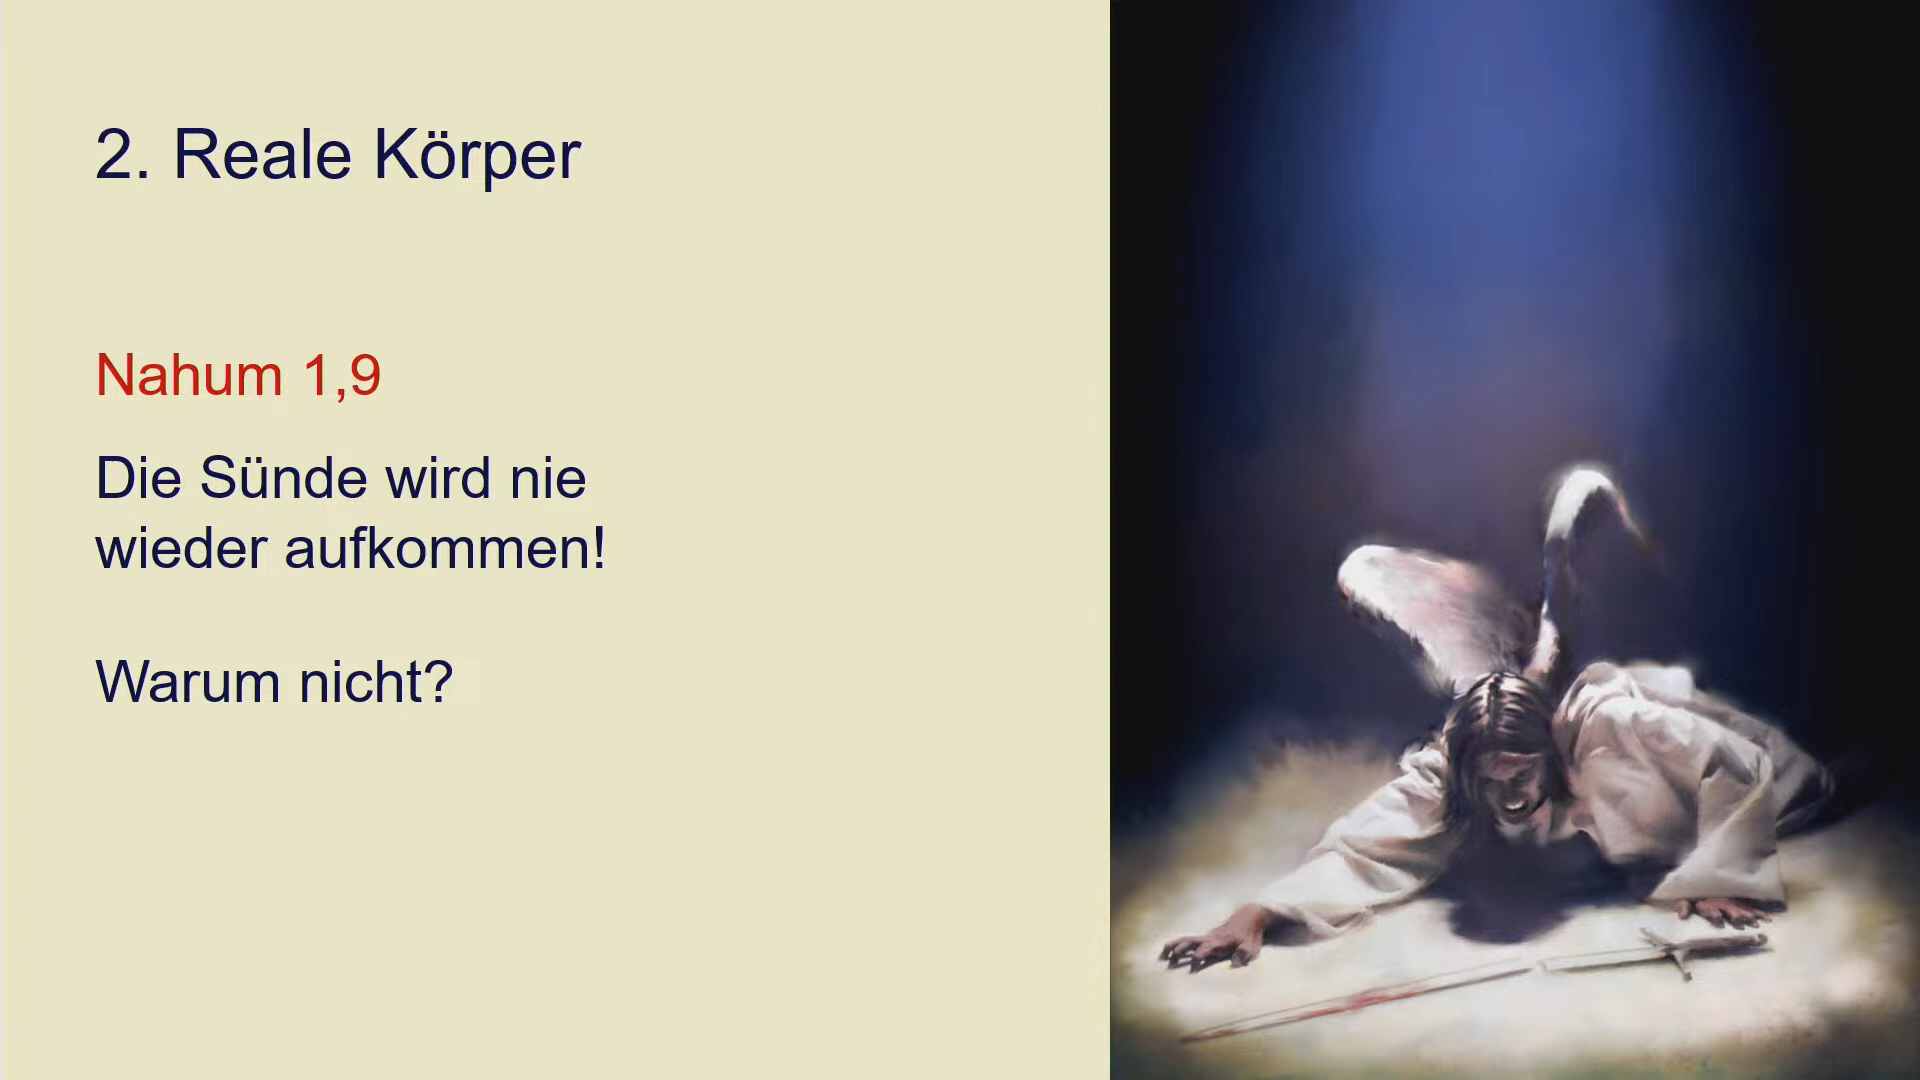 2. Reale Körper
Nahum 1,9
Die Sünde wird nie
wieder aufkommen!
Warum nicht?